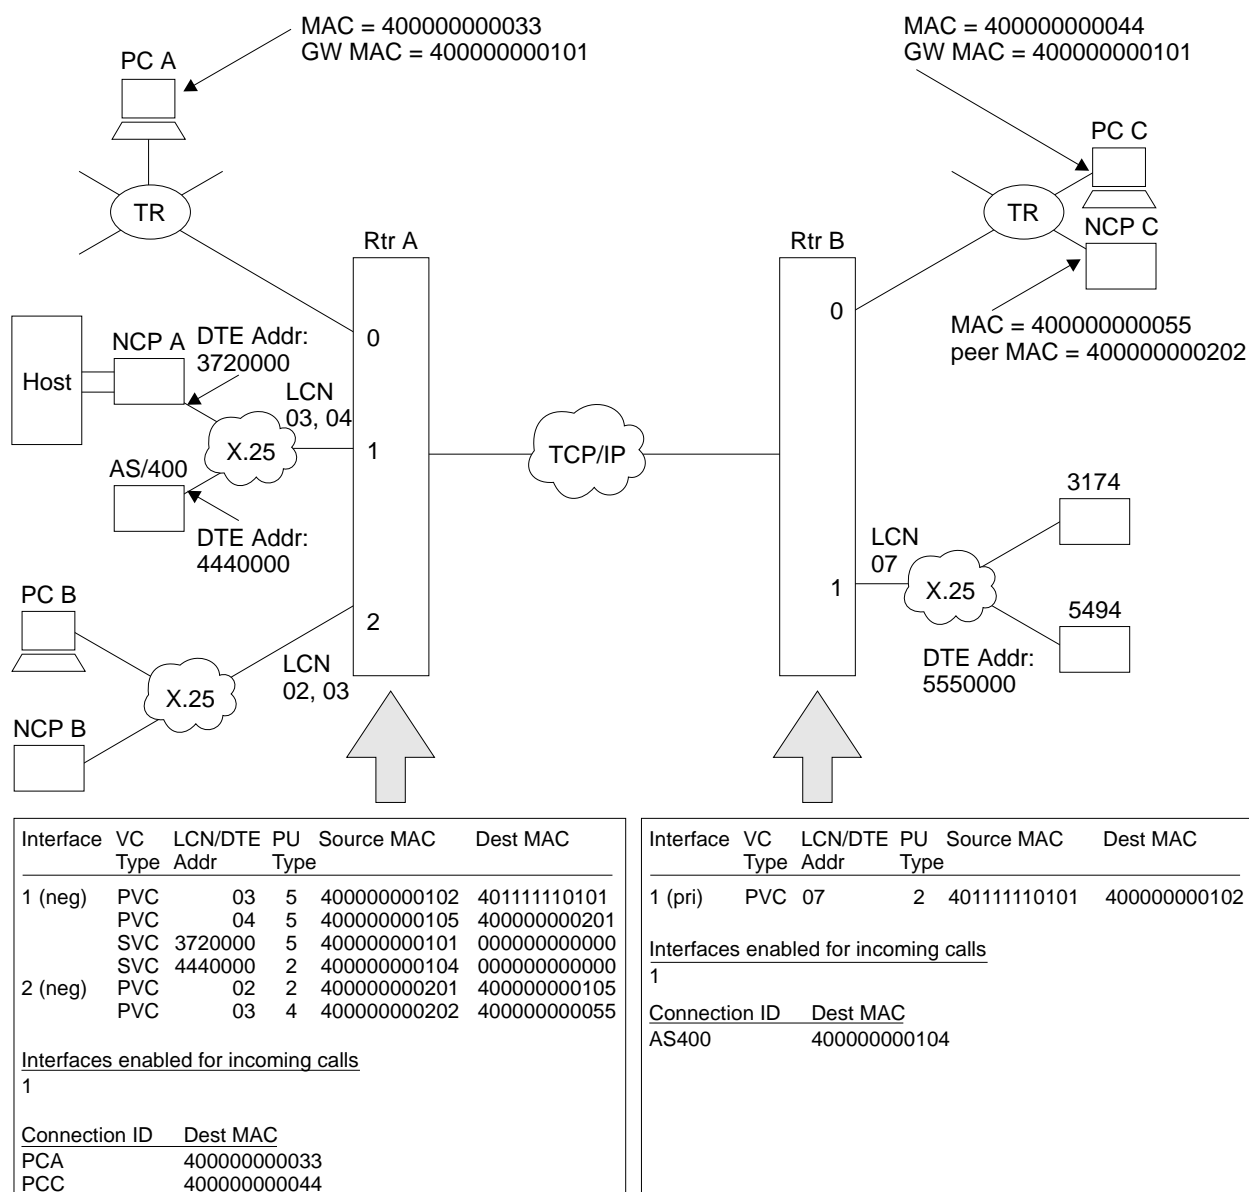 MAC = 400000000033
GW MAC = 400000000101
MAC = 400000000044
GW MAC = 400000000101
PC A
PC C
TR
TR
NCP C
Rtr A
Rtr B
0
0
MAC = 400000000055
peer MAC = 400000000202
NCP A
DTE Addr:
3720000
Host
LCN
03, 04
X.25
1
TCP/IP
AS/400
3174
DTE Addr:
4440000
LCN
07
PC B
1
X.25
5494
2
LCN
02, 03
DTE Addr:
5550000
X.25
NCP B
Interface VC LCN/DTE PU Source MAC Dest MAC
Type Addr Type
1 (neg) PVC 03 5 400000000102 401111110101
PVC 04 5 400000000105 400000000201
SVC 3720000 5 400000000101 000000000000
SVC 4440000 2 400000000104 000000000000
2 (neg) PVC 02 2 400000000201 400000000105
PVC 03 4 400000000202 400000000055
Interfaces enabled for incoming calls
1
Connection ID Dest MAC
PCA 400000000033
PCC 400000000044
Interface VC LCN/DTE PU Source MAC Dest MAC
Type Addr Type
1 (pri) PVC 07 2 401111110101 400000000102
Interfaces enabled for incoming calls
1
Connection ID Dest MAC
AS400 400000000104